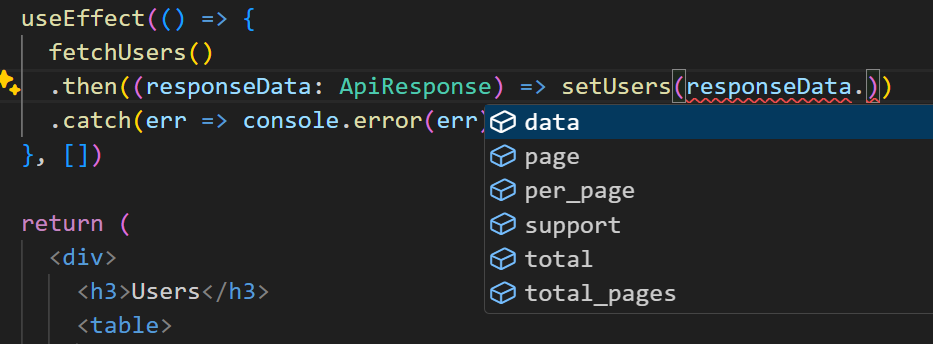 useEffect(() => {
  fetchUsers()
  .then((responseData: ApiResponse) => setUsers(responseData.))
  .catch(err => console.error(err)
}, [])
data
page
per_page
support
total
total_pages
return (
  <div>
    <h3>Users</h3>
    <table>